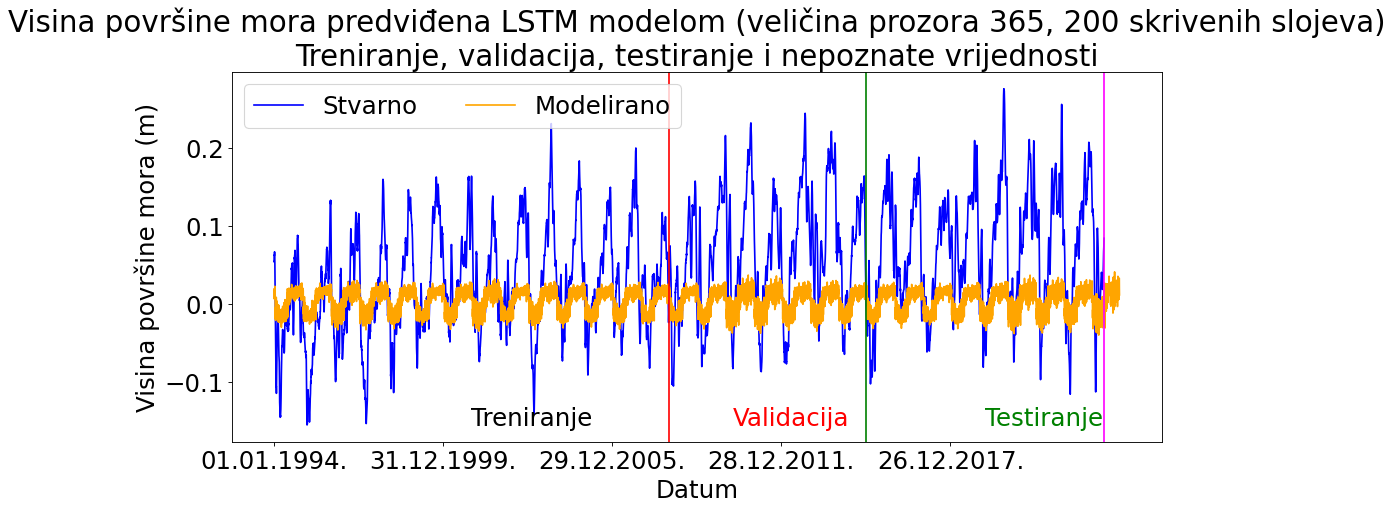 Visina površine mora predviđena LSTM modelom (veličina prozora 365, 200 skrivenih slojeva)
Treniranje, validacija, testiranje i nepoznate vrijednosti
Stvarno
Modelirano
Visina površine mora (m)
0.2
0.1
0.0
−0.1
Treniranje
Validacija
Testiranje
01.01.1994.
31.12.1999.
29.12.2005.
28.12.2011.
26.12.2017.
Datum